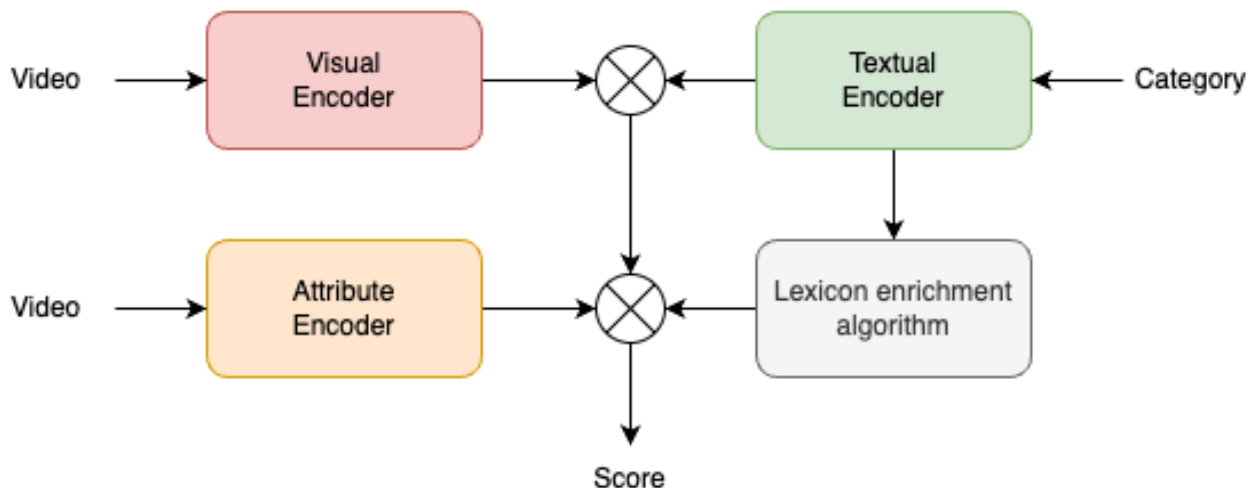 Video
Visual
Encoder
Textual
Encoder
Category
Video
Attribute
Encoder
Lexicon enrichment
algorithm
Score